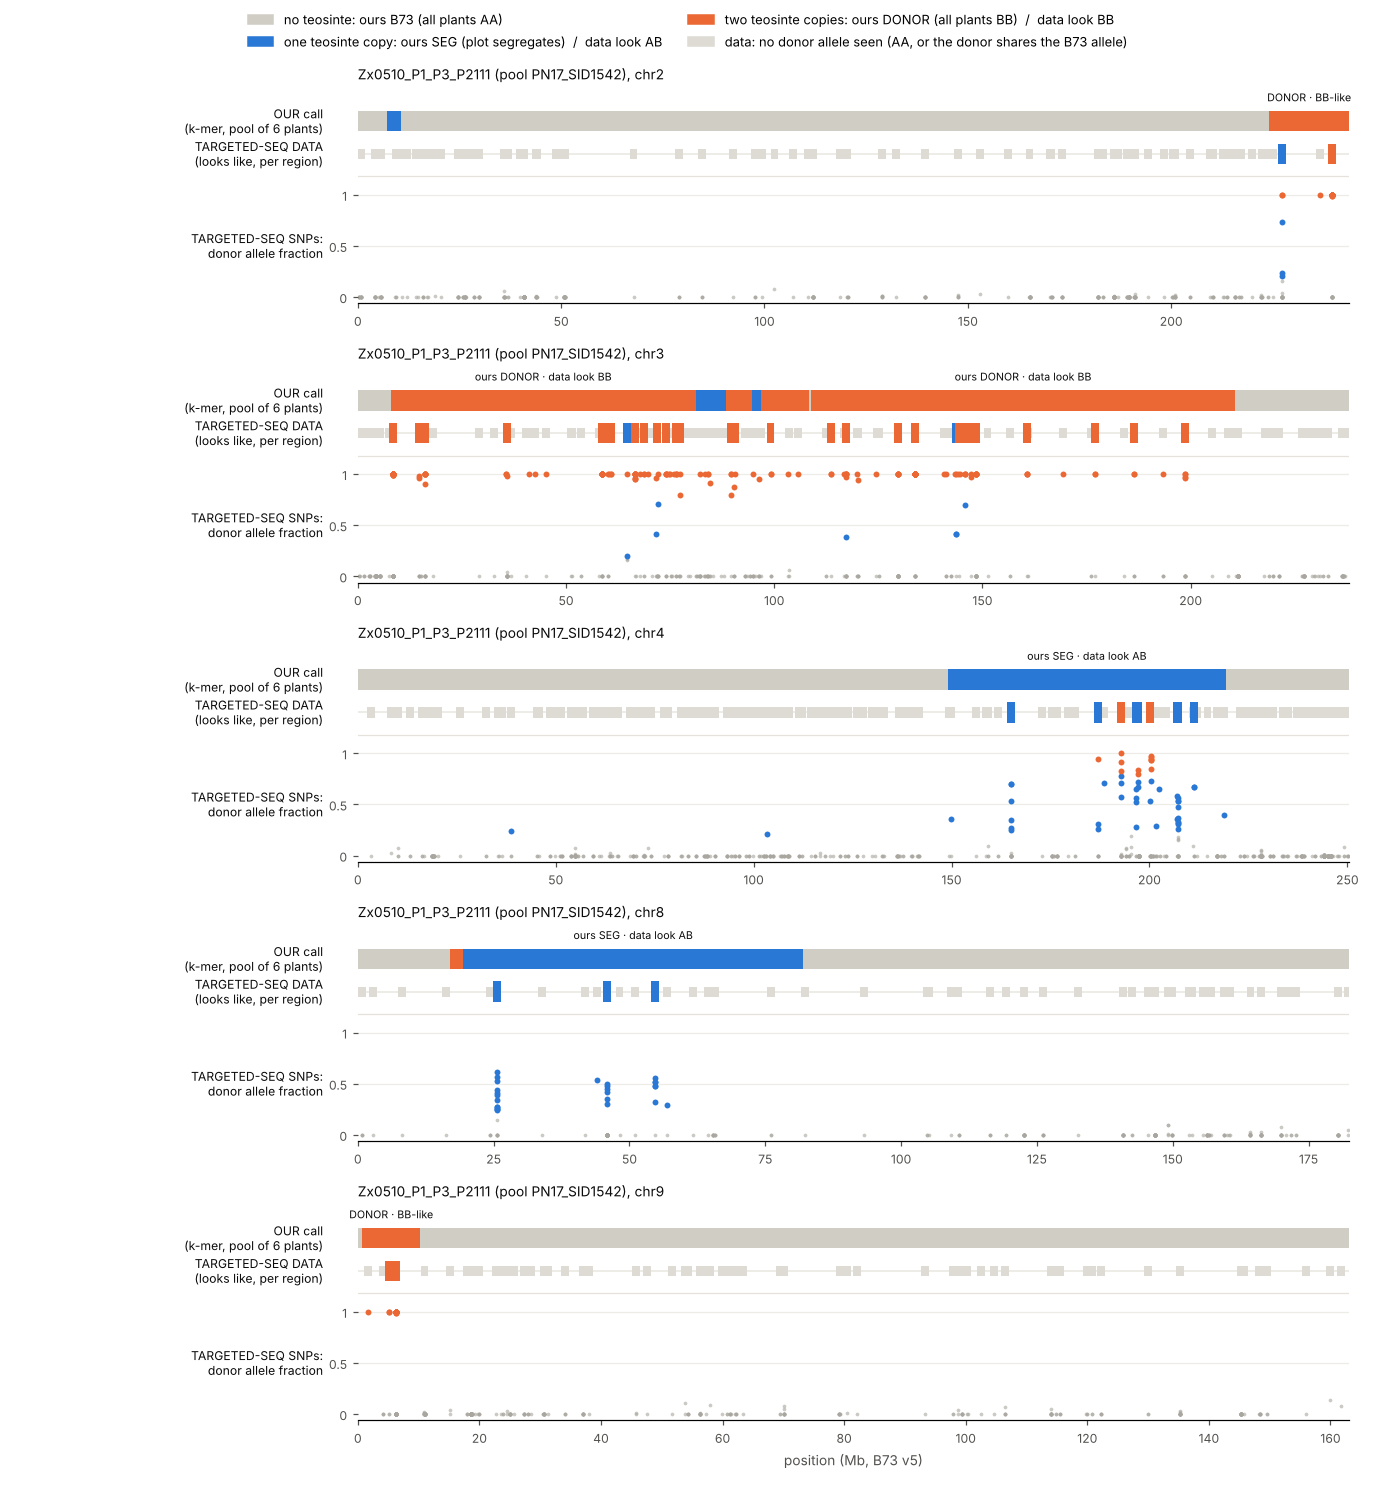 no teosinte: ours B73 (all plants AA)
two teosinte copies: ours DONOR (all plants BB)  /  data look BB
one teosinte copy: ours SEG (plot segregates)  /  data look AB
data: no donor allele seen (AA, or the donor shares the B73 allele)
Zx0510_P1_P3_P2111 (pool PN17_SID1542), chr2
DONOR · BB-like
OUR call
(k-mer, pool of 6 plants)
TARGETED-SEQ DATA
(looks like, per region)
1
TARGETED-SEQ SNPs:
donor allele fraction
0.5
0
0 50 100 150 200
Zx0510_P1_P3_P2111 (pool PN17_SID1542), chr3
ours DONOR · data look BB
ours DONOR · data look BB
OUR call
(k-mer, pool of 6 plants)
TARGETED-SEQ DATA
(looks like, per region)
1
TARGETED-SEQ SNPs:
donor allele fraction
0.5
0
0 50 100 150 200
Zx0510_P1_P3_P2111 (pool PN17_SID1542), chr4
ours SEG · data look AB
OUR call
(k-mer, pool of 6 plants)
TARGETED-SEQ DATA
(looks like, per region)
1
TARGETED-SEQ SNPs:
donor allele fraction
0.5
0
0 50 100 150 200 250
Zx0510_P1_P3_P2111 (pool PN17_SID1542), chr8
ours SEG · data look AB
OUR call
(k-mer, pool of 6 plants)
TARGETED-SEQ DATA
(looks like, per region)
1
TARGETED-SEQ SNPs:
donor allele fraction
0.5
0
0 25 50 75 100 125 150 175
Zx0510_P1_P3_P2111 (pool PN17_SID1542), chr9
DONOR · BB-like
OUR call
(k-mer, pool of 6 plants)
TARGETED-SEQ DATA
(looks like, per region)
1
TARGETED-SEQ SNPs:
donor allele fraction
0.5
0
0 20 40 60 80 100 120 140 160
position (Mb, B73 v5)